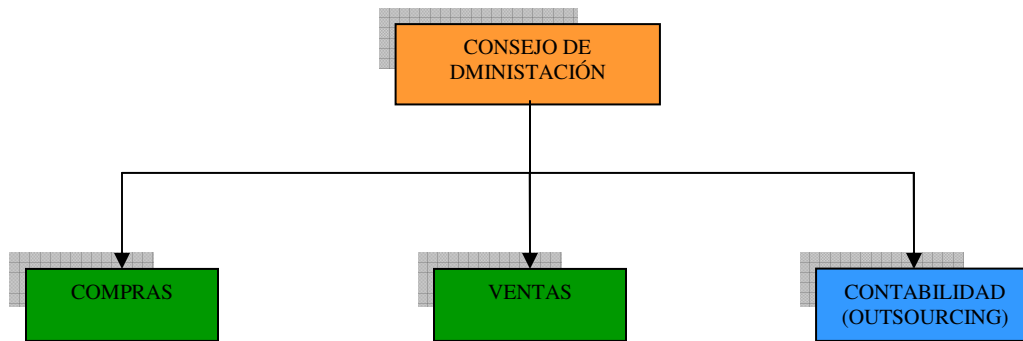 CONSEJO DE
DMINISTACIÓN
COMPRAS
VENTAS
CONTABILIDAD
(OUTSOURCING)